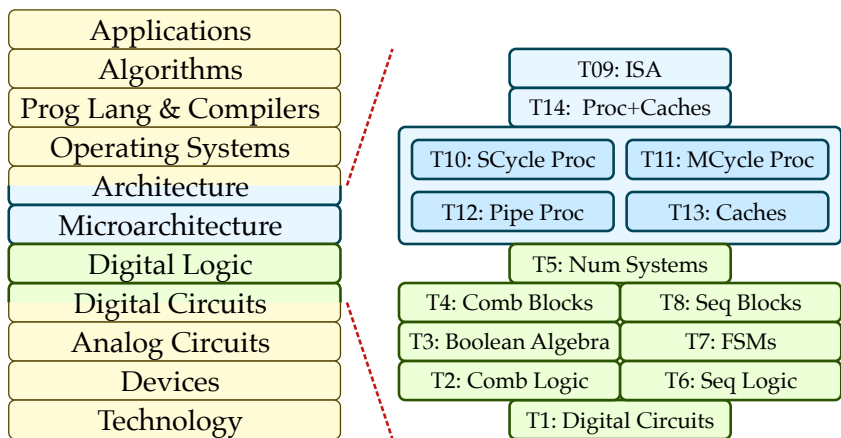 Applications
Algorithms
Prog Lang & Compilers
Operating Systems
Architecture
Microarchitecture
Digital Logic
Digital Circuits
Analog Circuits
Devices
Technology
T09: ISA
T14: Proc+Caches
T10: SCycle Proc
T11: MCycle Proc
T12: Pipe Proc
T13: Caches
T5: Num Systems
T4: Comb Blocks
T8: Seq Blocks
T3: Boolean Algebra
T7: FSMs
T2: Comb Logic
T6: Seq Logic
T1: Digital Circuits